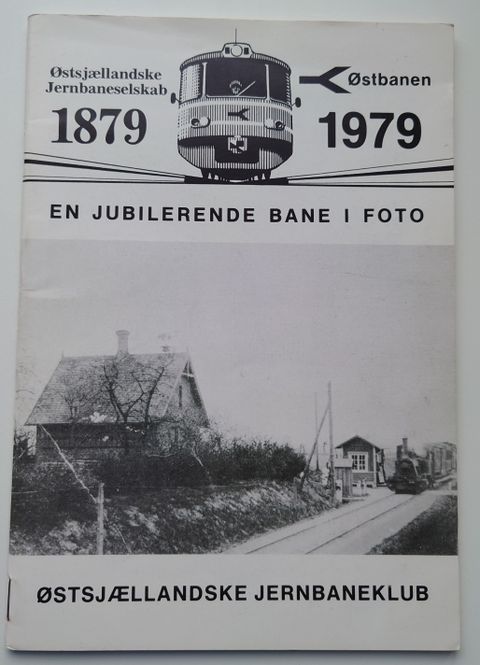 Østsjællandske
Jernbaneselskab
1879
Østbanen
1979
EN JUBILERENDE BANE I FOTO
ØSTSJÆLLANDSKE JERNBANEKLUB